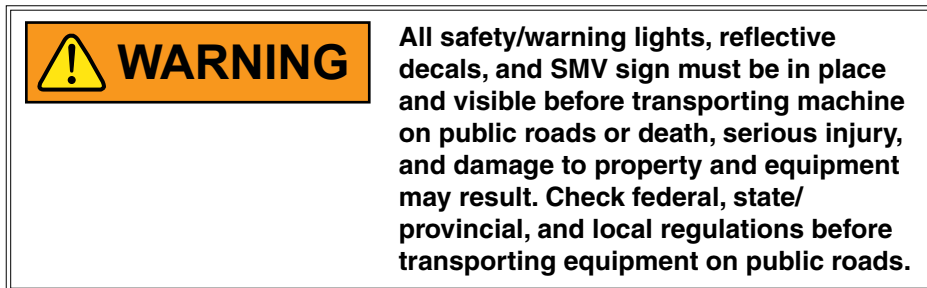 WARNING
All safety/warning lights, reflective
decals, and SMV sign must be in place
and visible before transporting machine
on public roads or death, serious injury,
and damage to property and equipment
may result. Check federal, state/
provincial, and local regulations before
transporting equipment on public roads.